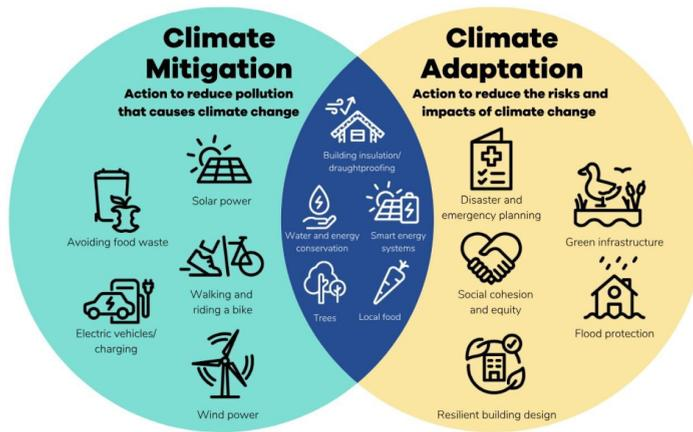 Climate
Mitigation
Action to reduce pollution
that causes climate change
Solar power
Avoiding food waste
Walking and
riding a bike
Electric vehicles/
charging
Wind power
Building insulation/
draughtproofing
Water and energy
conservation
Smart energy
systems
Trees
Local food
Climate
Adaptation
Action to reduce the risks and
impacts of climate change
Disaster and
emergency planning
Green infrastructure
Social cohesion
and equity
Flood protection
Resilient building design